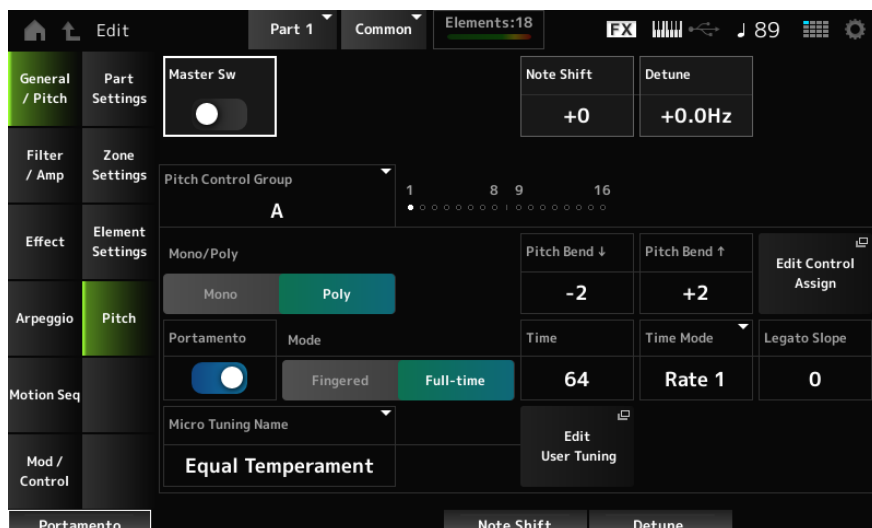 Edit
Part 1
Common
Elements:18
FX
♩ 89
General
/ Pitch
Part
Settings
Master Sw
Note Shift
+0
Detune
+0.0Hz
Filter
/ Amp
Zone
Settings
Pitch Control Group
A
1 8 9 16
Effect
Element
Settings
Mono/Poly
Mono
Poly
Pitch Bend ↓
-2
Pitch Bend ↑
+2
Edit Control
Assign
Arpeggio
Pitch
Portamento
Mode
Fingered
Full-time
Time
64
Time Mode
Rate 1
Legato Slope
0
Motion Seq
Micro Tuning Name
Equal Temperament
Edit
User Tuning
Mod /
Control
Portamento
Note Shift
Detune